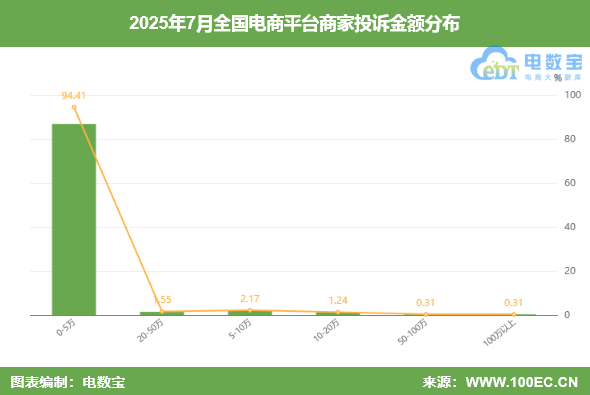 2025年7月全国电商平台商家投诉金额分布
eDT 电数宝
电商大数据库
%
100
80
60
40
20
0
94.41
1.55
2.17
1.24
0.31
0.31
0-5万
20-50万
5-10万
10-20万
50-100万
100万以上
图表编制：电数宝
来源：WWW.100EC.CN